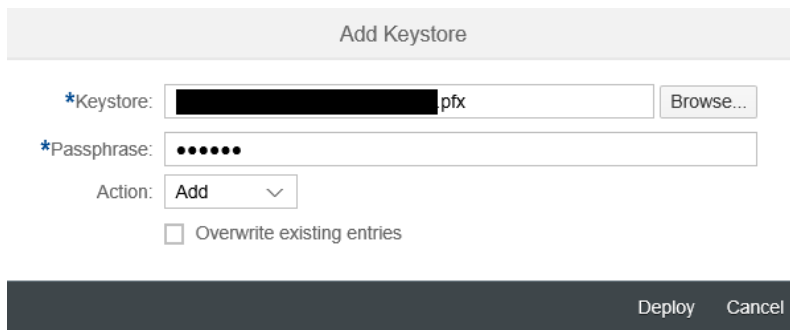 Add Keystore
*Keystore: .pfx Browse...
*Passphrase: ••••••
Action: Add
Overwrite existing entries
Deploy Cancel